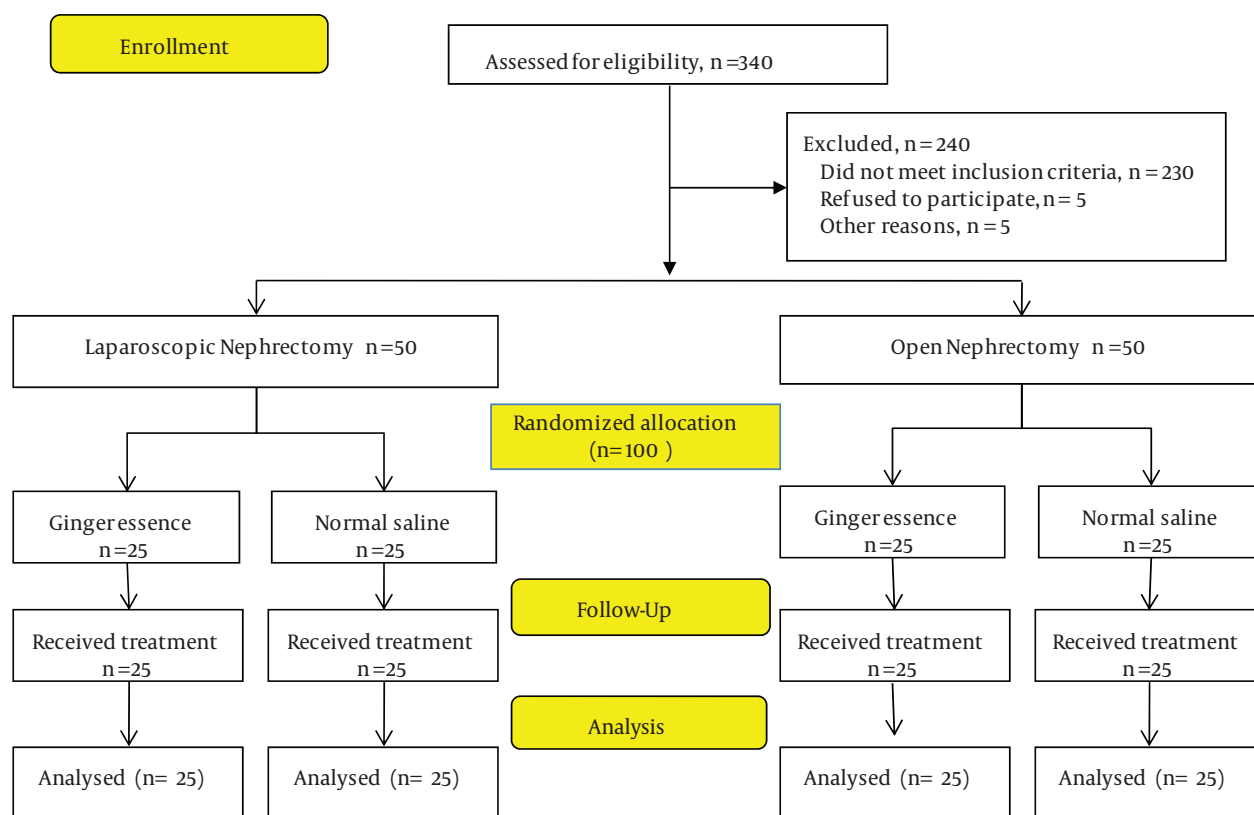 Enrollment
Assessed for eligibility, n=340
Excluded, n=240
Did not meet inclusion criteria, n=230
Refused to participate, n=5
Other reasons, n=5
Laparoscopic Nephrectomy n=50
Open Nephrectomy n=50
Randomized allocation
(n=100 )
Ginger essence
n=25
Normal saline
n=25
Ginger essence
n=25
Normal saline
n=25
Follow-Up
Received treatment
n=25
Received treatment
n=25
Received treatment
n=25
Received treatment
n=25
Analysis
Analysed (n= 25)
Analysed (n= 25)
Analysed (n= 25)
Analysed (n= 25)